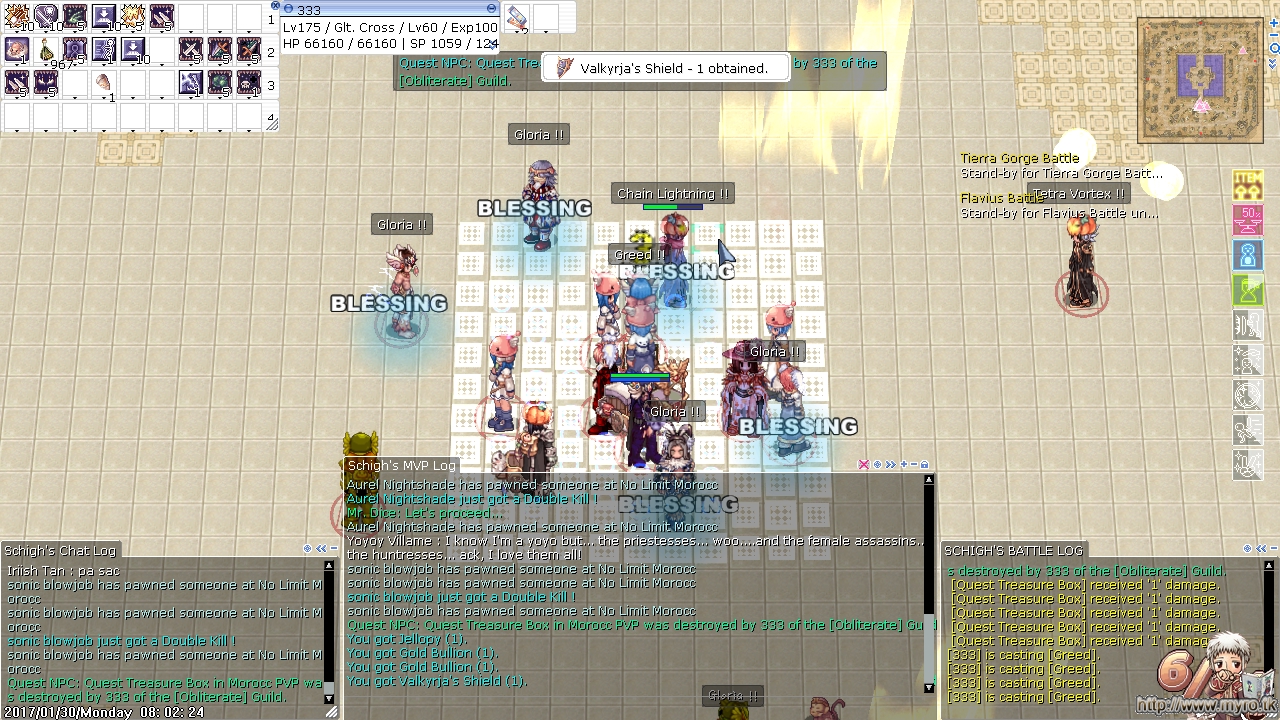 333
Lv175 / Glt. Cross / Lv60 / Exp100
HP 66160 / 66160 | SP 1059 / 124
1
2
3
4
Quest NPC: Quest Trea
by 333 of the
[Obliterate] Guild.
Valkyrja's Shield - 1 obtained.
Gloria !!
Chain Lightning !!
BLESSING
Gloria !!
Greed !!
BLESSING
BLESSING
Tierra Gorge Battle
Stand-by for Tierra Gorge Batt...
Flavius Battle
Tetra Vortex !!
Stand-by for Flavius Battle un...
ITEM
50%
Gloria !!
Gloria !!
BLESSING
BLESSING
Gloria !!
Schigh's MVP Log
Aurel Nightshade has pawned someone at No Limit Morocc
Aurel Nightshade just got a Double Kill !
Mr. Dice: Let's proceed...
Aurel Nightshade has pawned someone at No Limit Morocc
Yoyoy Villame : I know I'm a yoyo but... the priestesses... woo....and the female assassins...
the huntresses... ack, I love them all!
sonic blowjob has pawned someone at No Limit Morocc
sonic blowjob has pawned someone at No Limit Morocc
sonic blowjob just got a Double Kill !
sonic blowjob has pawned someone at No Limit Morocc
Quest NPC: Quest Treasure Box in Morocc PVP was destroyed by 333 of the [Obliterate] Gu
You got Jellopy (1).
You got Gold Bullion (1).
You got Gold Bullion (1).
You got Valkyrja's Shield (1).
Schigh's Chat Log
Irish Tan : pa sac
sonic blowjob has pawned someone at No Limit M
orocc
sonic blowjob has pawned someone at No Limit M
orocc
sonic blowjob just got a Double Kill !
sonic blowjob has pawned someone at No Limit M
orocc
Quest NPC: Quest Treasure Box in Morocc PVP wa
s destroyed by 333 of the [Obliterate] Guild.
/30/Monday 08: 02: 24
SCHIGH'S BATTLE LOG
s destroyed by 333 of the [Obliterate] Guild.
[Quest Treasure Box] received '1' damage.
[Quest Treasure Box] received '1' damage.
[Quest Treasure Box] received '1' damage.
[Quest Treasure Box] received '1' damage.
[Quest Treasure Box] received '1' damage.
[333] is casting [Greed].
[333] is casting [Greed].
[333] is casting [Greed].
[333] is casting [Greed].
6
http://www.myro.tk